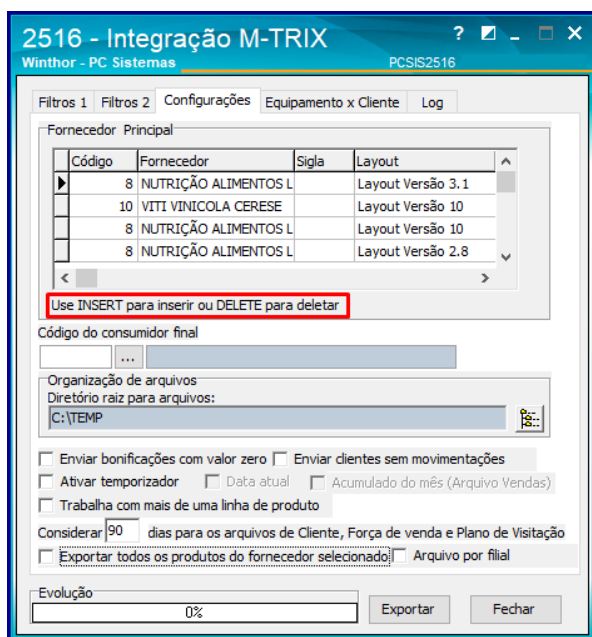 2516 - Integração M-TRIX
Winthor - PC Sistemas PCSIS2516
Filtros 1 Filtros 2 Configurações Equipamento x Cliente Log
Fornecedor Principal
Código Fornecedor Sigla Layout
8 NUTRIÇÃO ALIMENTOS L Layout Versão 3.1
10 VITI VINICOLA CERESE Layout Versão 10
8 NUTRIÇÃO ALIMENTOS L Layout Versão 10
8 NUTRIÇÃO ALIMENTOS L Layout Versão 2.8
Use INSERT para inserir ou DELETE para deletar
Código do consumidor final
...
Organização de arquivos
Diretório raiz para arquivos:
C:\TEMP
Enviar bonificações com valor zero Enviar clientes sem movimentações
Ativar temporizador Data atual Acumulado do mês (Arquivo Vendas)
Trabalha com mais de uma linha de produto
Considerar 90 dias para os arquivos de Cliente, Força de venda e Plano de Visitação
Exportar todos os produtos do fornecedor selecionado Arquivo por filial
Evolução
0% Exportar Fechar